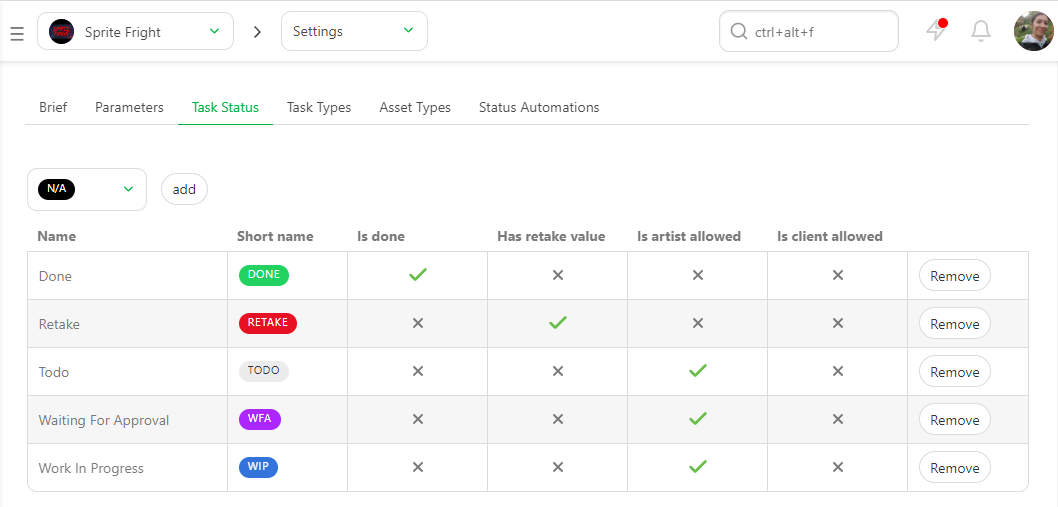 Sprite Fright Settings ctrl+alt+f
Brief Parameters Task Status Task Types Asset Types Status Automations
N/A add
Name Short name Is done Has retake value Is artist allowed Is client allowed
Done DONE Remove
Retake RETAKE Remove
Todo TODO Remove
Waiting For Approval WFA Remove
Work In Progress WIP Remove